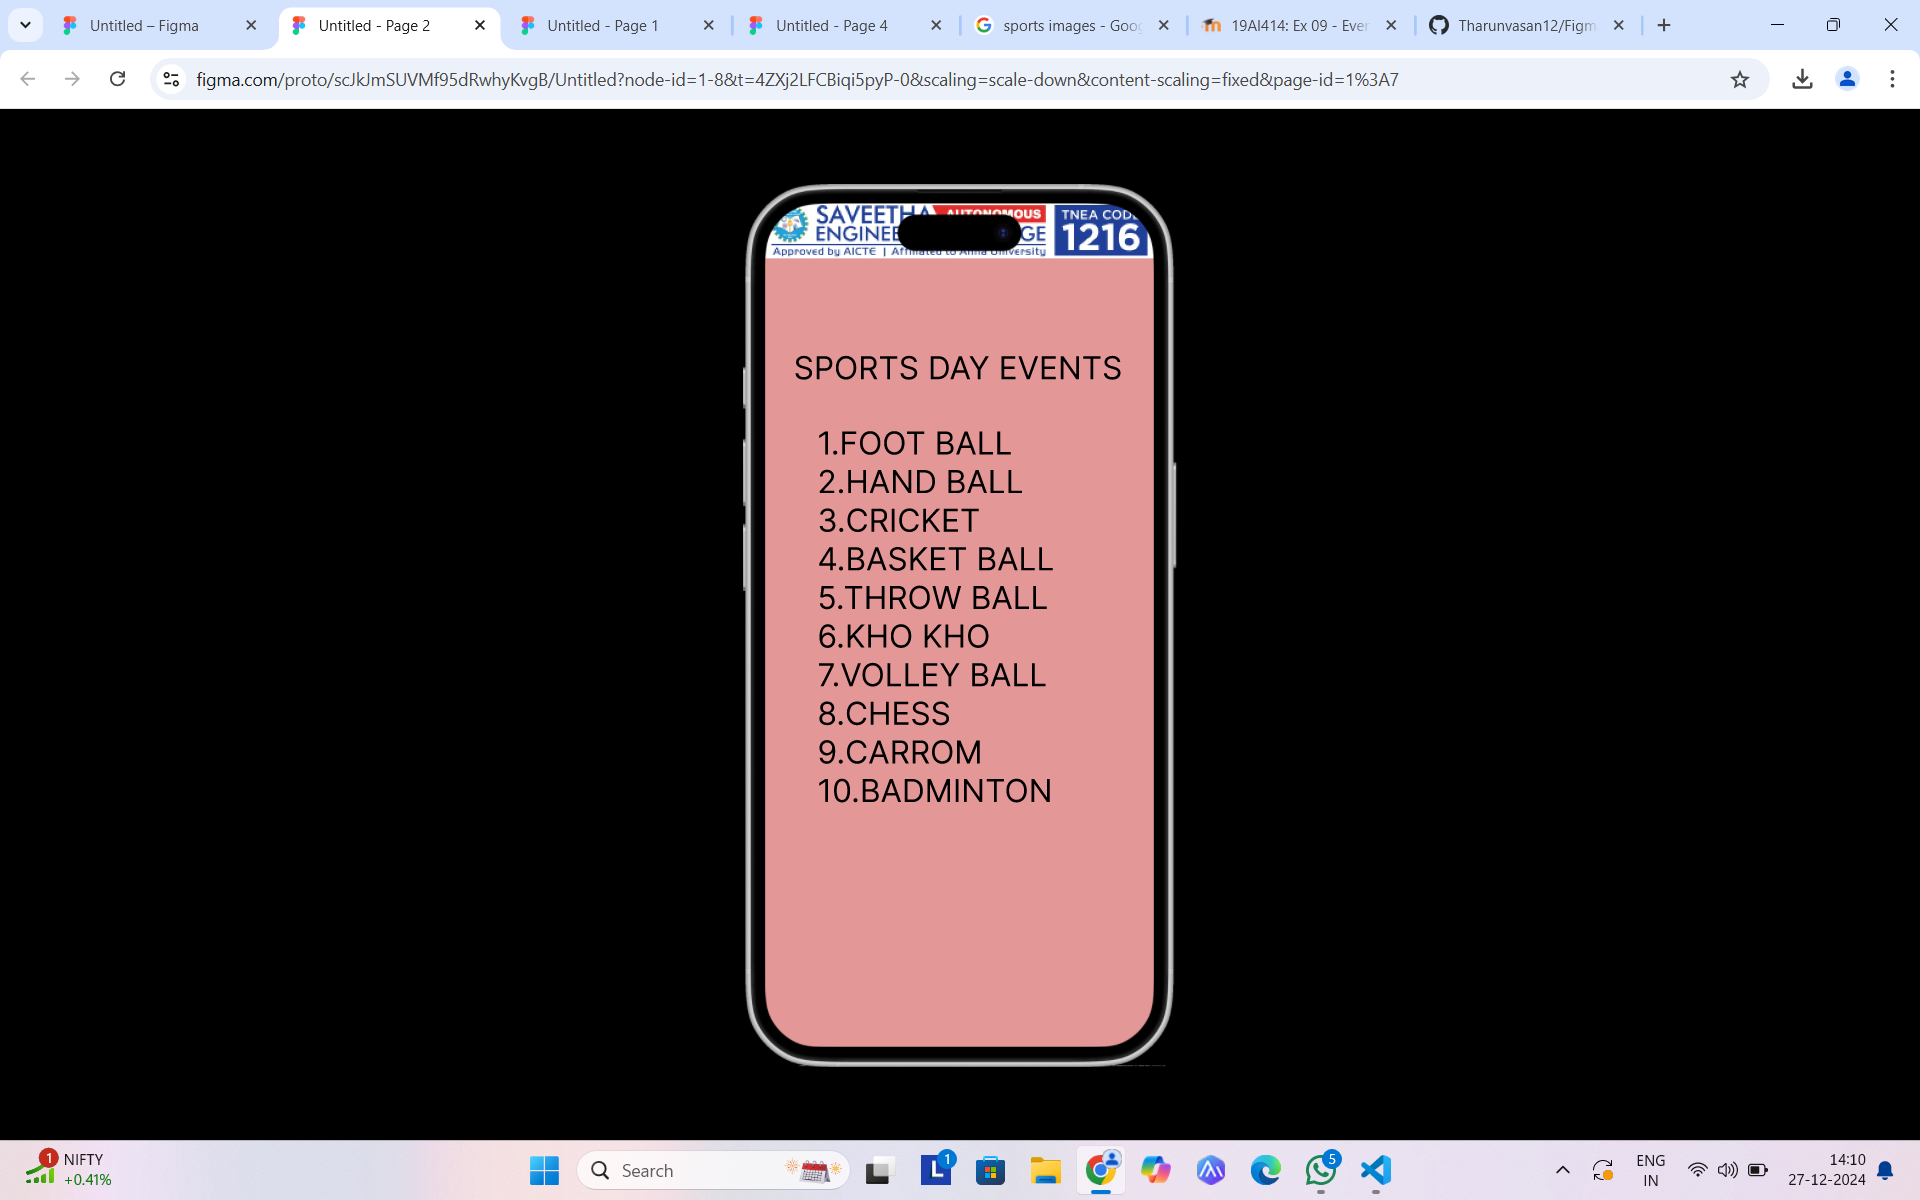 Untitled – Figma
Untitled - Page 2
Untitled - Page 1
Untitled - Page 4
sports images - Goo
19AI414: Ex 09 - Ever
Tharunvasan12/Figm
figma.com/proto/scJkJmSUVMf95dRwhyKvgB/Untitled?node-id=1-8&t=4ZXj2LFCBiqi5pyP-0&scaling=scale-down&content-scaling=fixed&page-id=1%3A7
SAVEETHA AUTONOMOUS TNEA CODE
ENGINEE GE 1216
Approved by AICTE | Affiliated to Anna University
SPORTS DAY EVENTS
1.FOOT BALL
2.HAND BALL
3.CRICKET
4.BASKET BALL
5.THROW BALL
6.KHO KHO
7.VOLLEY BALL
8.CHESS
9.CARROM
10.BADMINTON
1 NIFTY
+0.41%
Search
L 1
5
ENG
IN
14:10
27-12-2024